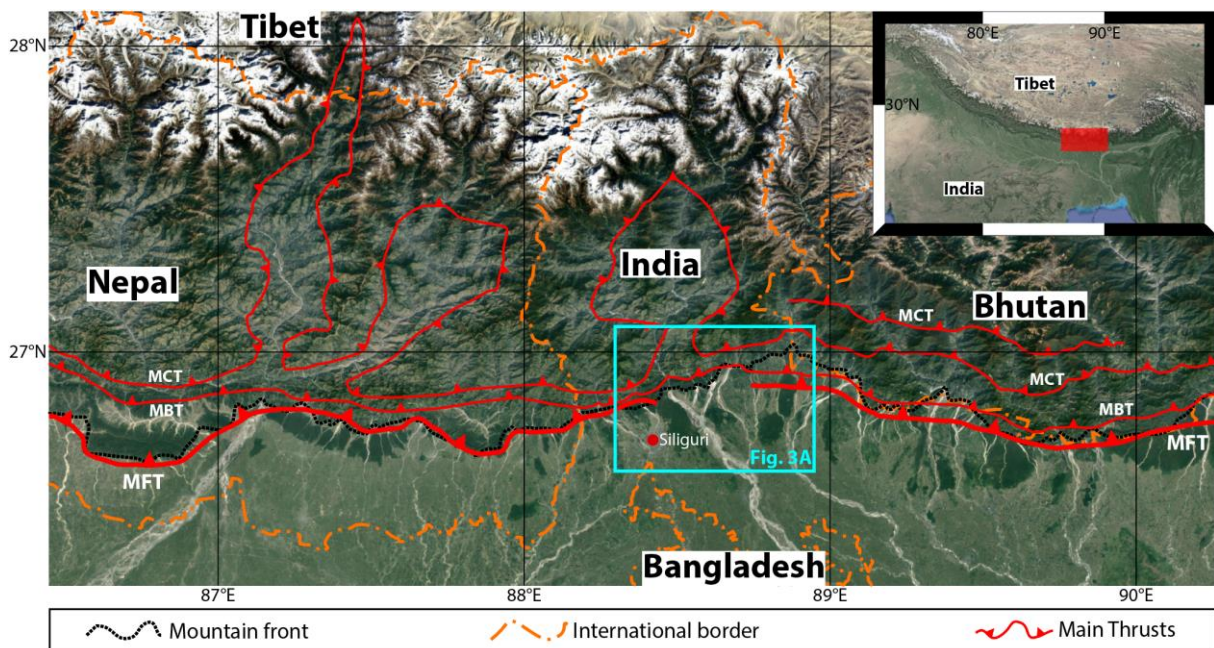 28°N
Tibet
80°E
90°E
Tibet
30°N
India
Nepal
India
Bhutan
MCT
27°N
MCT
MCT
MBT
MBT
Siliguri
Fig. 3A
MFT
MFT
Bangladesh
87°E
88°E
89°E
90°E
Mountain front
International border
Main Thrusts